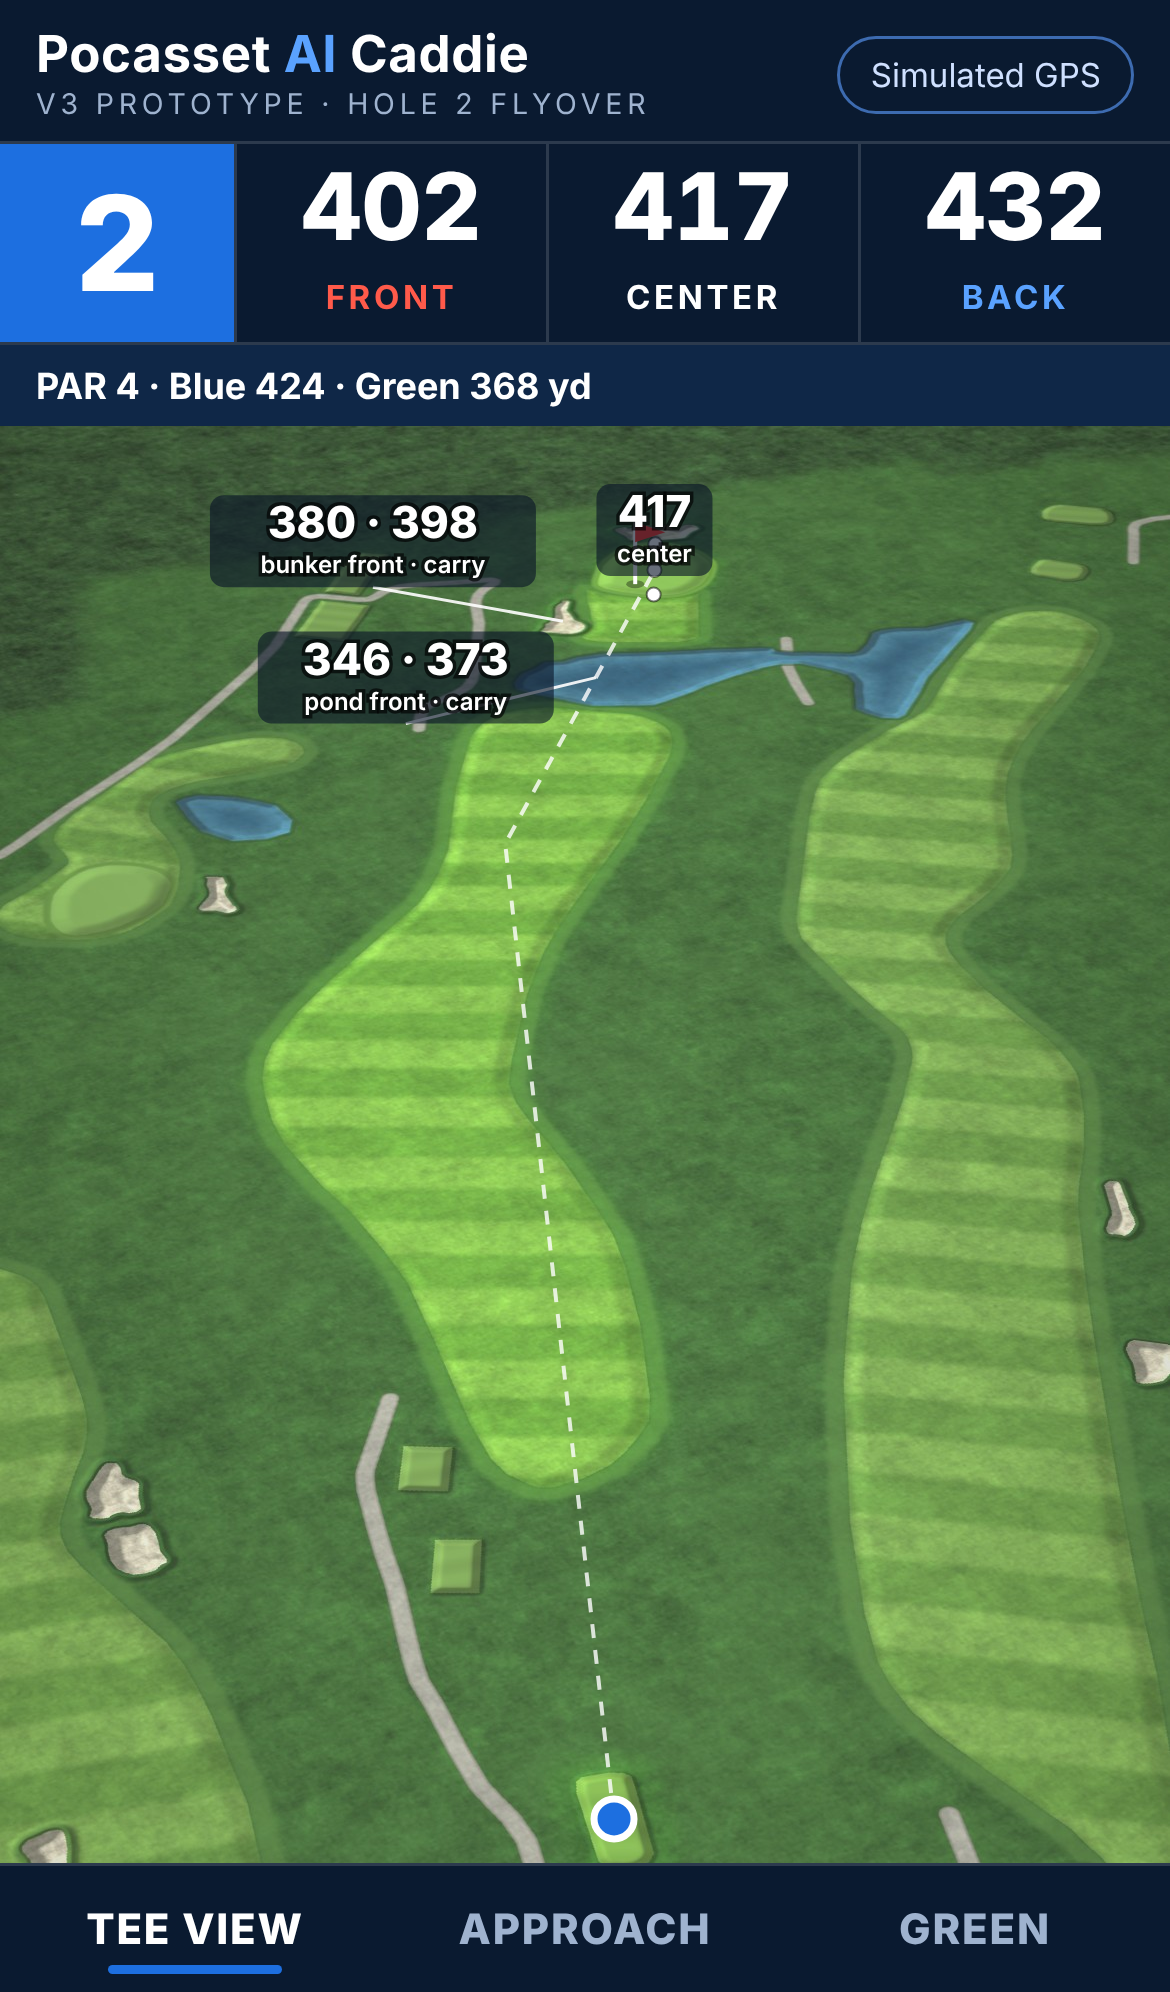 Pocasset AI Caddie
V3 PROTOTYPE · HOLE 2 FLYOVER
Simulated GPS
2
402
FRONT
417
CENTER
432
BACK
PAR 4 · Blue 424 · Green 368 yd
380 · 398
bunker front · carry
417
center
346 · 373
pond front · carry
TEE VIEW
APPROACH
GREEN